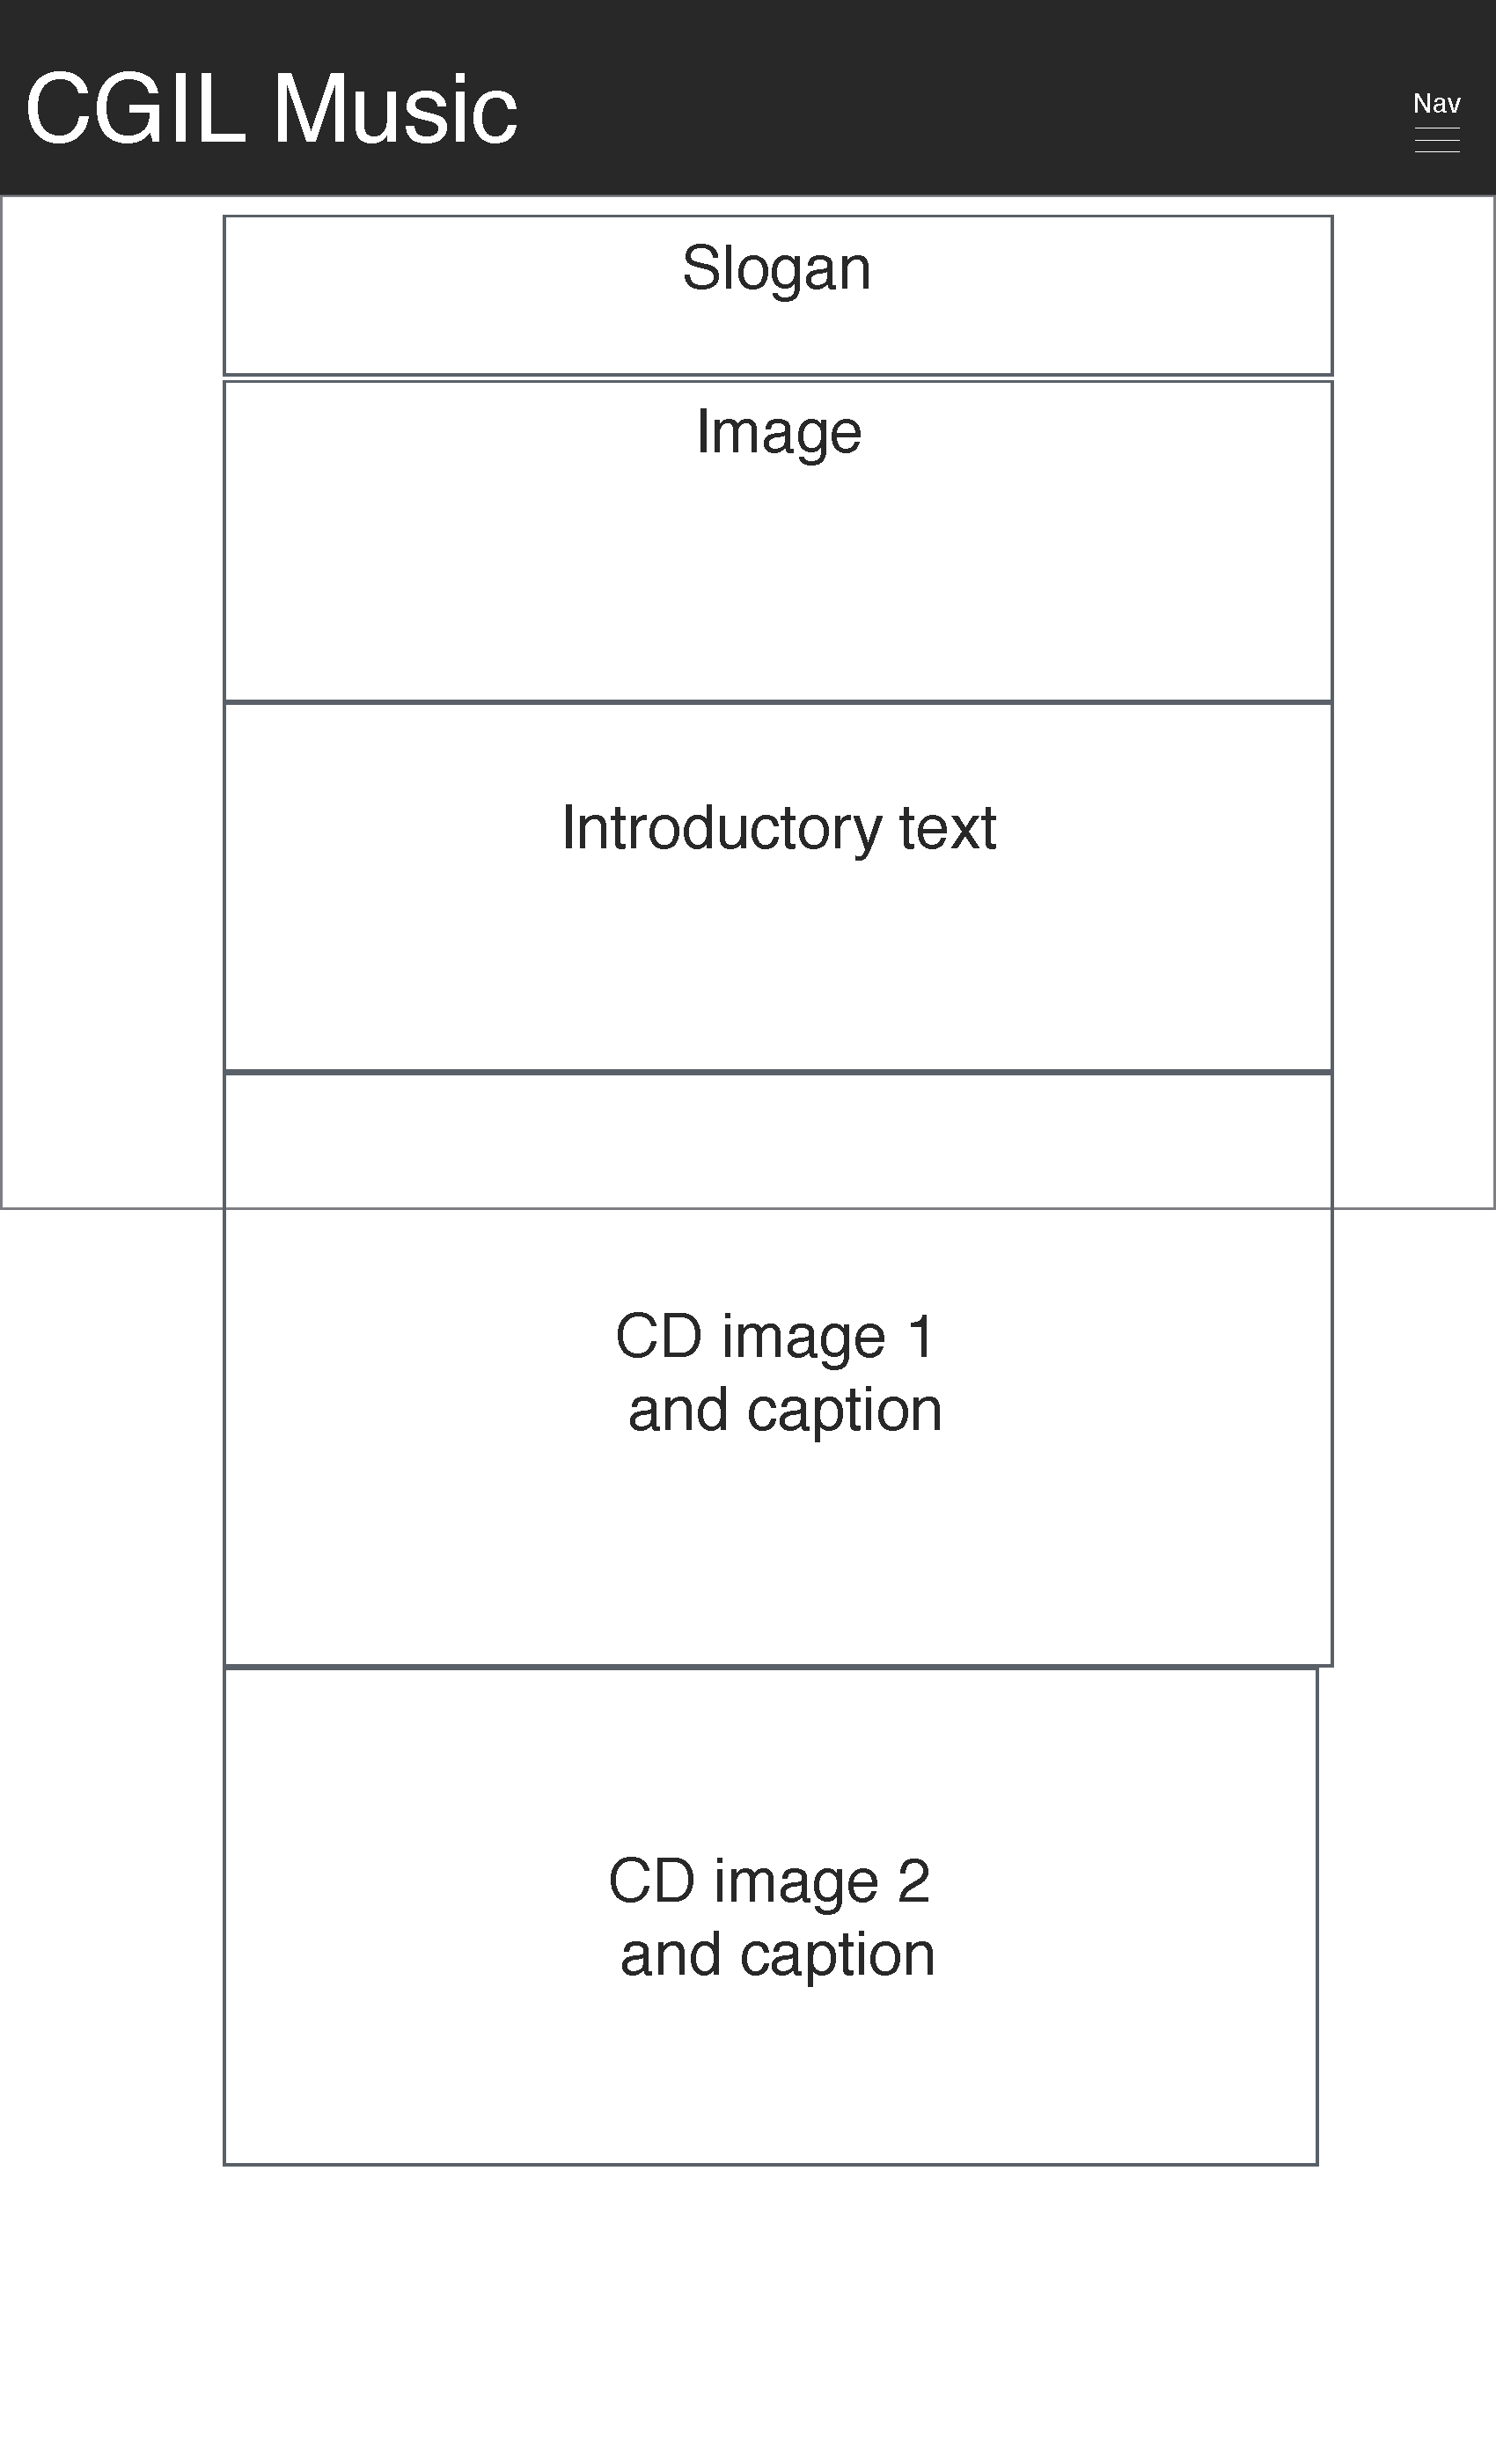 CGIL Music
Nav
Slogan
Image
Introductory text
CD image 1
and caption
CD image 2
and caption